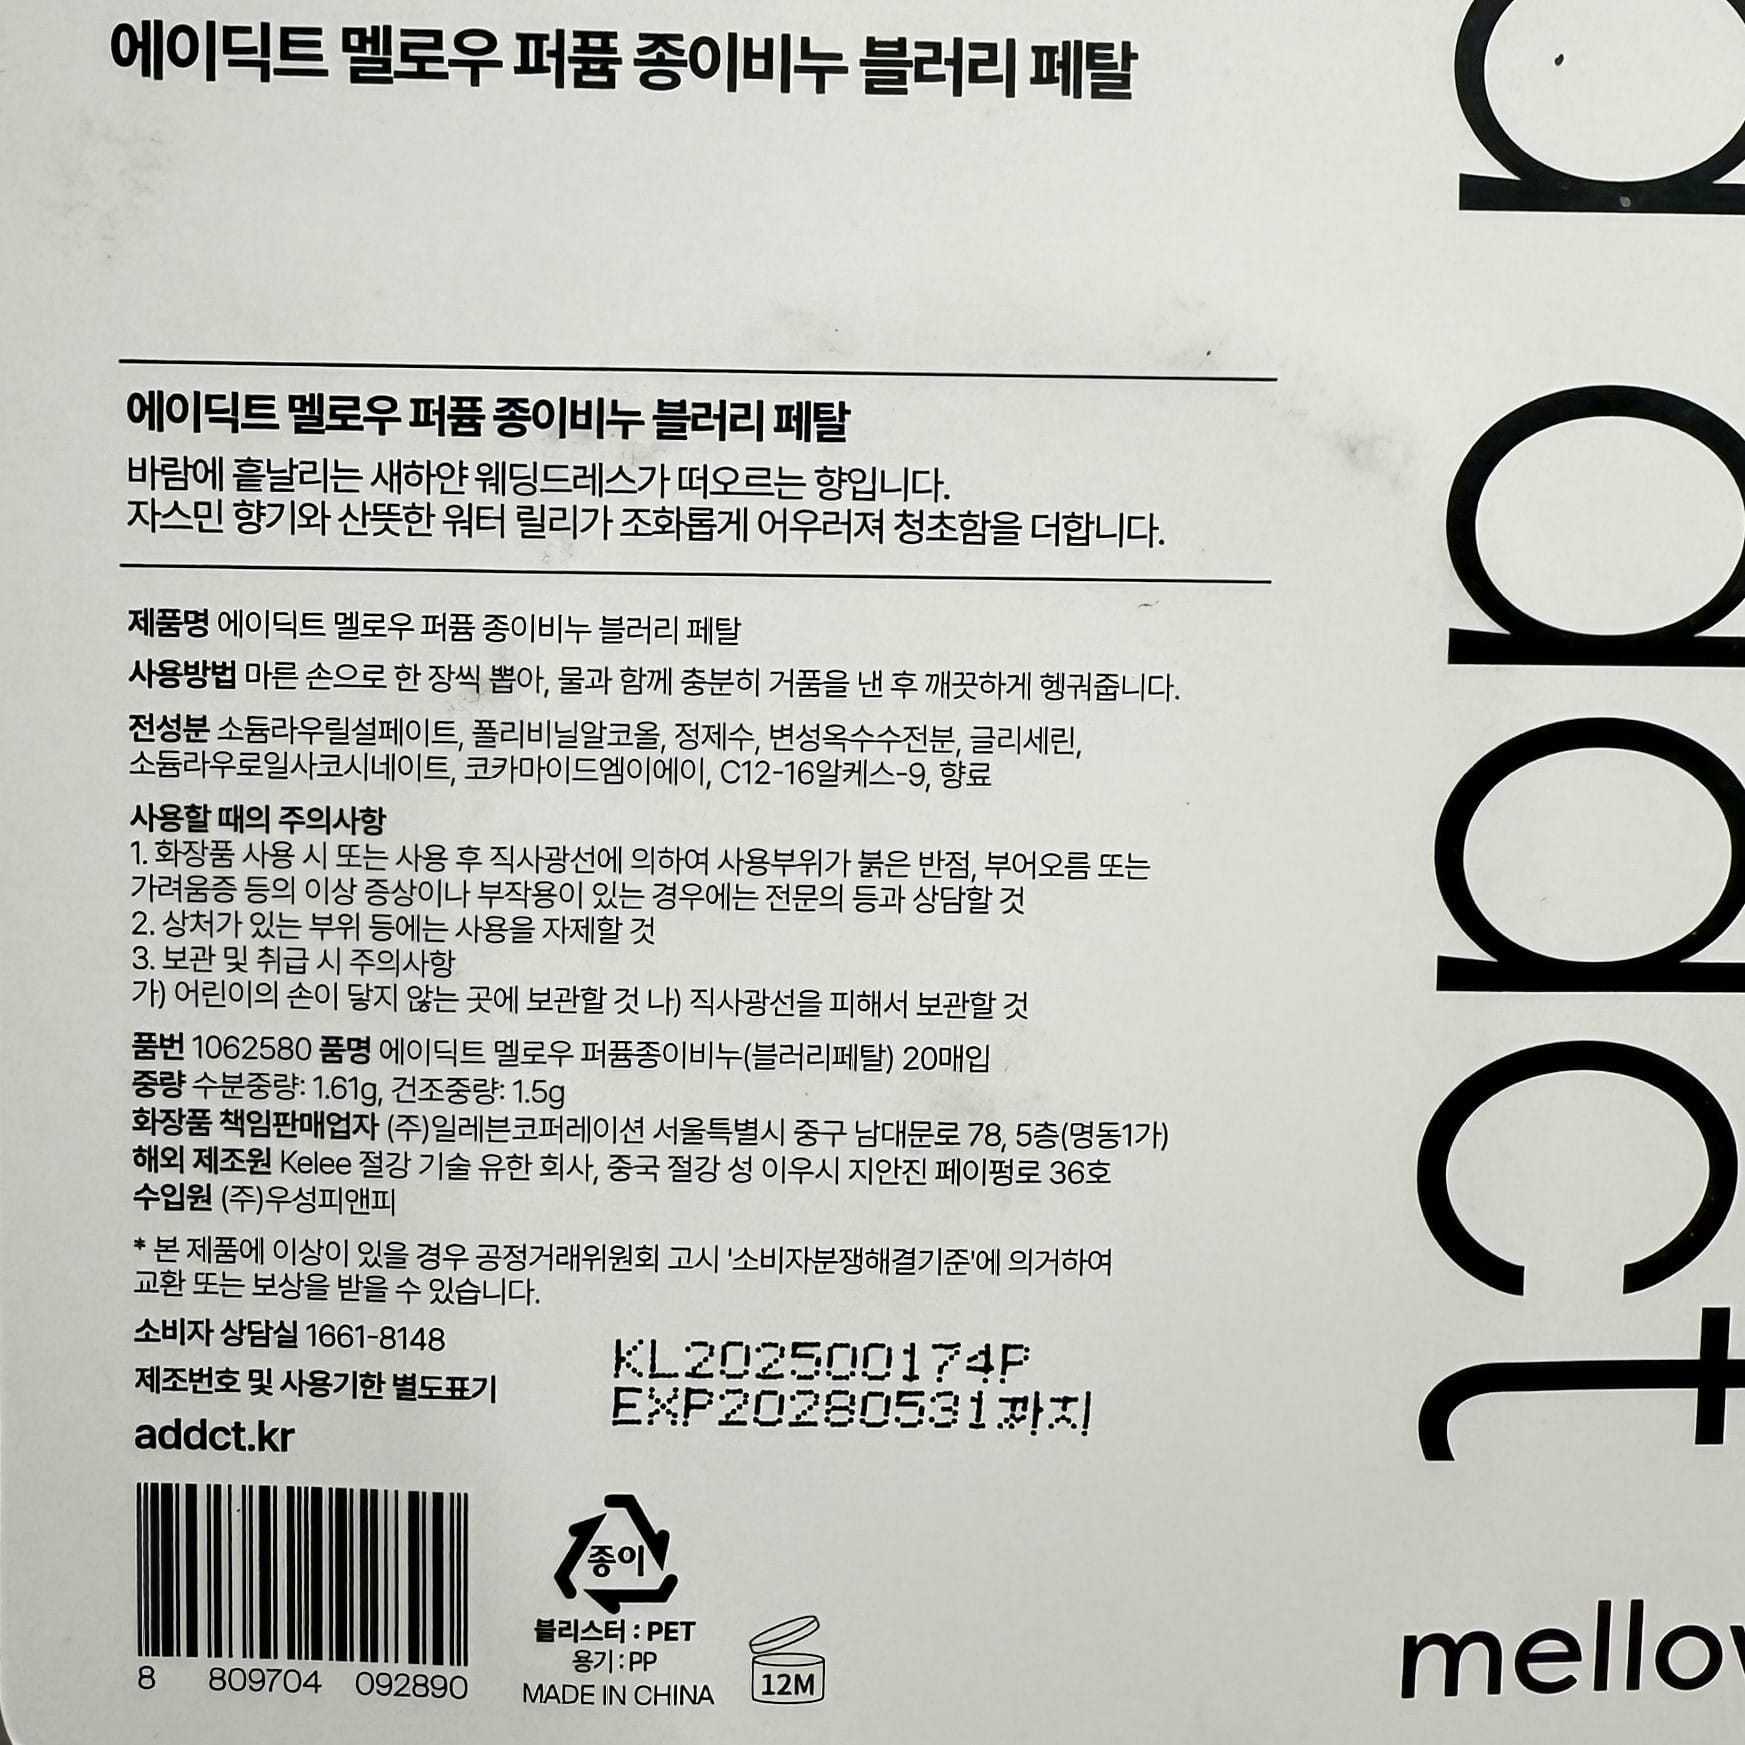 에이딕트 멜로우 퍼퓸 종이비누 블러리 페탈
에이딕트 멜로우 퍼퓸 종이비누 블러리 페탈
바람에 흩날리는 새하얀 웨딩드레스가 떠오르는 향입니다.
자스민 향기와 산뜻한 워터 릴리가 조화롭게 어우러져 청초함을 더합니다.
제품명 에이딕트 멜로우 퍼퓸 종이비누 블러리 페탈
사용방법 마른 손으로 한 장씩 뽑아, 물과 함께 충분히 거품을 낸 후 깨끗하게 헹궈줍니다.
전성분 소듐라우릴설페이트, 폴리비닐알코올, 정제수, 변성옥수수전분, 글리세린,
소듐라우로일사코시네이트, 코카마이드엠이에이, C12-16알케스-9, 향료
사용할 때의 주의사항
1. 화장품 사용 시 또는 사용 후 직사광선에 의하여 사용부위가 붉은 반점, 부어오름 또는
가려움증 등의 이상 증상이나 부작용이 있는 경우에는 전문의 등과 상담할 것
2. 상처가 있는 부위 등에는 사용을 자제할 것
3. 보관 및 취급 시 주의사항
가) 어린이의 손이 닿지 않는 곳에 보관할 것 나) 직사광선을 피해서 보관할 것
품번 1062580 품명 에이딕트 멜로우 퍼퓸종이비누(블러리페탈) 20매입
중량 수분중량: 1.61g, 건조중량: 1.5g
화장품 책임판매업자 (주)일레븐코퍼레이션 서울특별시 중구 남대문로 78, 5층(명동1가)
해외 제조원 Kelee 절강 기술 유한 회사, 중국 절강 성 이우시 지안진 페이펑로 36호
수입원 (주)우성피앤피
* 본 제품에 이상이 있을 경우 공정거래위원회 고시 '소비자분쟁해결기준'에 의거하여
교환 또는 보상을 받을 수 있습니다.
소비자 상담실 1661-8148
제조번호 및 사용기한 별도표기
addct.kr
KL202500174P
EXP20280531까지
8 809704 092890
종이
블리스터 : PET
용기 : PP
MADE IN CHINA
12M
addct
mellow